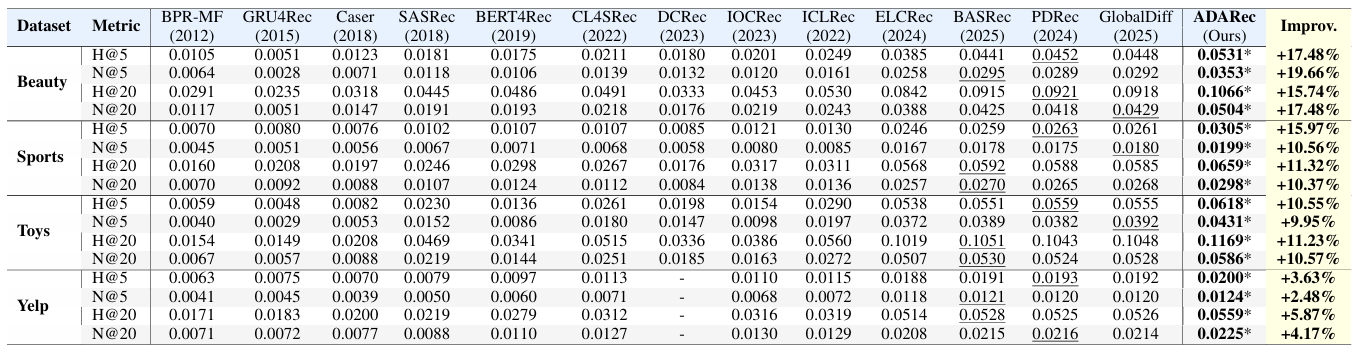 Dataset Metric BPR-MF GRU4Rec Caser SASRec BERT4Rec CL4SRec DCRec IOCRec ICLRec ELCRec BASRec PDRec GlobalDiff ADARec Improv.
(2012) (2015) (2018) (2018) (2019) (2022) (2023) (2023) (2022) (2024) (2025) (2024) (2025) (Ours)
Beauty H@5 0.0105 0.0051 0.0123 0.0181 0.0175 0.0211 0.0180 0.0201 0.0249 0.0385 0.0441 0.0452 0.0448 0.0531* +17.48%
N@5 0.0064 0.0028 0.0071 0.0118 0.0106 0.0139 0.0132 0.0120 0.0161 0.0258 0.0295 0.0289 0.0292 0.0353* +19.66%
H@20 0.0291 0.0235 0.0318 0.0445 0.0486 0.0491 0.0333 0.0453 0.0530 0.0842 0.0915 0.0921 0.0918 0.1066* +15.74%
N@20 0.0117 0.0051 0.0147 0.0191 0.0193 0.0218 0.0176 0.0219 0.0243 0.0388 0.0425 0.0418 0.0429 0.0504* +17.48%
Sports H@5 0.0070 0.0080 0.0076 0.0102 0.0107 0.0107 0.0085 0.0121 0.0130 0.0246 0.0259 0.0263 0.0261 0.0305* +15.97%
N@5 0.0045 0.0051 0.0056 0.0067 0.0071 0.0068 0.0058 0.0080 0.0085 0.0167 0.0178 0.0175 0.0180 0.0199* +10.56%
H@20 0.0160 0.0208 0.0197 0.0246 0.0298 0.0267 0.0176 0.0317 0.0311 0.0568 0.0592 0.0588 0.0585 0.0659* +11.32%
N@20 0.0070 0.0092 0.0088 0.0107 0.0124 0.0112 0.0084 0.0138 0.0136 0.0257 0.0270 0.0265 0.0268 0.0298* +10.37%
Toys H@5 0.0059 0.0048 0.0082 0.0230 0.0136 0.0261 0.0198 0.0154 0.0290 0.0538 0.0551 0.0559 0.0555 0.0618* +10.55%
N@5 0.0040 0.0029 0.0053 0.0152 0.0086 0.0180 0.0147 0.0098 0.0197 0.0372 0.0389 0.0382 0.0392 0.0431* +9.95%
H@20 0.0154 0.0149 0.0208 0.0469 0.0341 0.0515 0.0336 0.0386 0.0560 0.1019 0.1051 0.1043 0.1048 0.1169* +11.23%
N@20 0.0067 0.0057 0.0088 0.0219 0.0144 0.0251 0.0185 0.0163 0.0272 0.0507 0.0530 0.0524 0.0528 0.0586* +10.57%
Yelp H@5 0.0063 0.0075 0.0070 0.0079 0.0097 0.0113 - 0.0110 0.0115 0.0188 0.0191 0.0193 0.0192 0.0200* +3.63%
N@5 0.0041 0.0045 0.0039 0.0050 0.0060 0.0071 - 0.0068 0.0072 0.0118 0.0121 0.0120 0.0120 0.0124* +2.48%
H@20 0.0171 0.0183 0.0200 0.0219 0.0279 0.0312 - 0.0316 0.0319 0.0514 0.0528 0.0525 0.0526 0.0559* +5.87%
N@20 0.0071 0.0072 0.0077 0.0088 0.0110 0.0127 - 0.0130 0.0129 0.0208 0.0215 0.0216 0.0214 0.0225* +4.17%